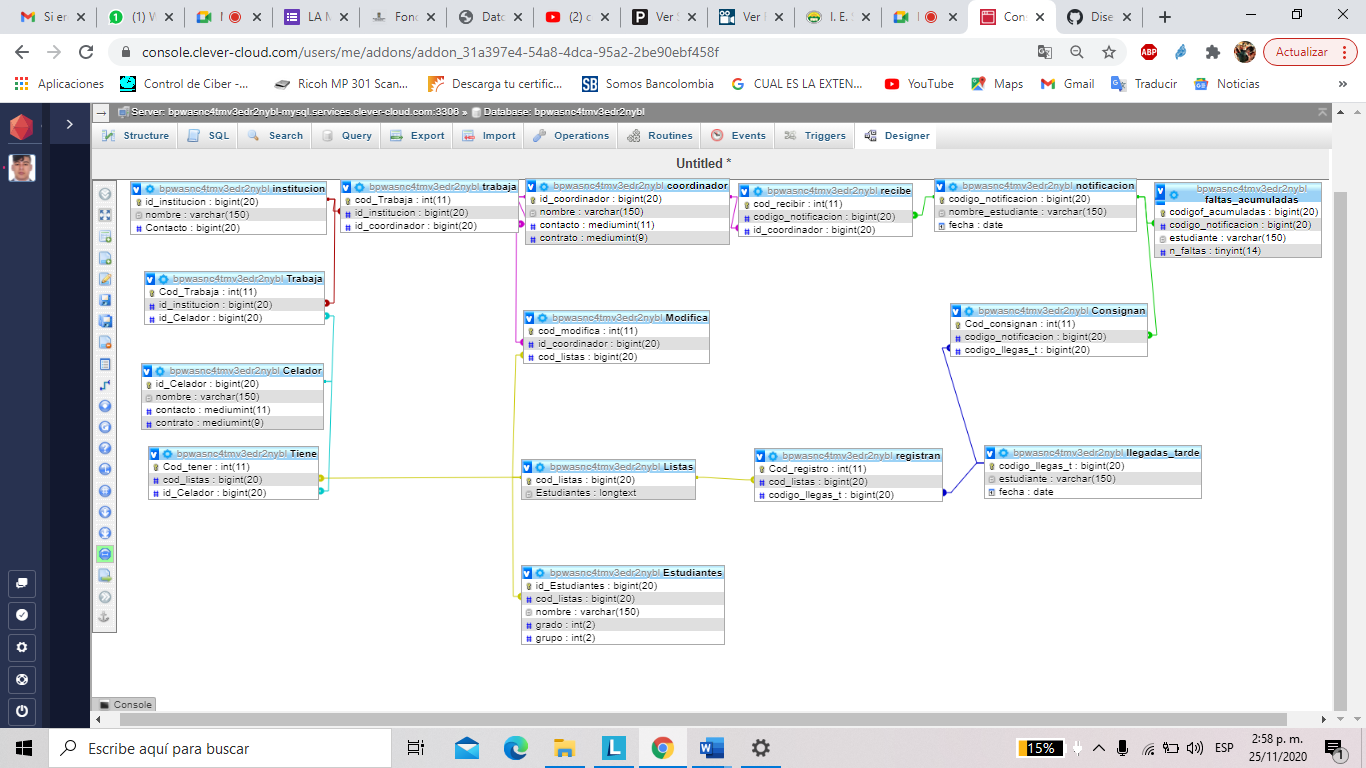 Si er
(1) W
M
LA M
Fonc
Datc
(2) c
Ver S
Ver I
I. E. S
I
Con
Dise
console.clever-cloud.com/users/me/addons/addon_31a397e4-54a8-4dca-95a2-2be90ebf458f
ABP
Actualizar
Aplicaciones
Control de Ciber -...
Ricoh MP 301 Scan...
Descarga tu certific...
Somos Bancolombia
CUAL ES LA EXTEN...
YouTube
Maps
Gmail
Traducir
Noticias
Server: bpwasnc4tmv3edr2nybl-mysql.services.clever-cloud.com:3306 » Database: bpwasnc4tmv3edr2nybl
Structure
SQL
Search
Query
Export
Import
Operations
Routines
Events
Triggers
Designer
Untitled *
bpwasnc4tmv3edr2nybl institucion
id_institucion : bigint(20)
nombre : varchar(150)
Contacto : bigint(20)
bpwasnc4tmv3edr2nybl trabaja
cod_Trabaja : int(11)
id_institucion : bigint(20)
id_coordinador : bigint(20)
bpwasnc4tmv3edr2nybl coordinador
id_coordinador : bigint(20)
nombre : varchar(150)
contacto : mediumint(11)
contrato : mediumint(9)
bpwasnc4tmv3edr2nybl recibe
cod_recibir : int(11)
codigo_notificacion : bigint(20)
id_coordinador : bigint(20)
bpwasnc4tmv3edr2nybl notificacion
codigo_notificacion : bigint(20)
nombre_estudiante : varchar(150)
fecha : date
bpwasnc4tmv3edr2nybl
faltas_acumuladas
codigof_acumuladas : bigint(20)
codigo_notificacion : bigint(20)
estudiante : varchar(150)
n_faltas : tinyint(14)
bpwasnc4tmv3edr2nybl Trabaja
Cod_Trabaja : int(11)
id_institucion : bigint(20)
id_Celador : bigint(20)
bpwasnc4tmv3edr2nybl Modifica
cod_modifica : int(11)
id_coordinador : bigint(20)
cod_listas : bigint(20)
bpwasnc4tmv3edr2nybl Consignan
Cod_consignan : int(11)
codigo_notificacion : bigint(20)
codigo_llegas_t : bigint(20)
bpwasnc4tmv3edr2nybl Celador
id_Celador : bigint(20)
nombre : varchar(150)
contacto : mediumint(11)
contrato : mediumint(9)
bpwasnc4tmv3edr2nybl Tiene
Cod_tener : int(11)
cod_listas : bigint(20)
id_Celador : bigint(20)
bpwasnc4tmv3edr2nybl Listas
cod_listas : bigint(20)
Estudiantes : longtext
bpwasnc4tmv3edr2nybl registran
Cod_registro : int(11)
cod_listas : bigint(20)
codigo_llegas_t : bigint(20)
bpwasnc4tmv3edr2nybl llegadas_tarde
codigo_llegas_t : bigint(20)
estudiante : varchar(150)
fecha : date
bpwasnc4tmv3edr2nybl Estudiantes
id_Estudiantes : bigint(20)
cod_listas : bigint(20)
nombre : varchar(150)
grado : int(2)
grupo : int(2)
Console
Escribe aquí para buscar
15%
ESP
2:58 p. m.
25/11/2020
1